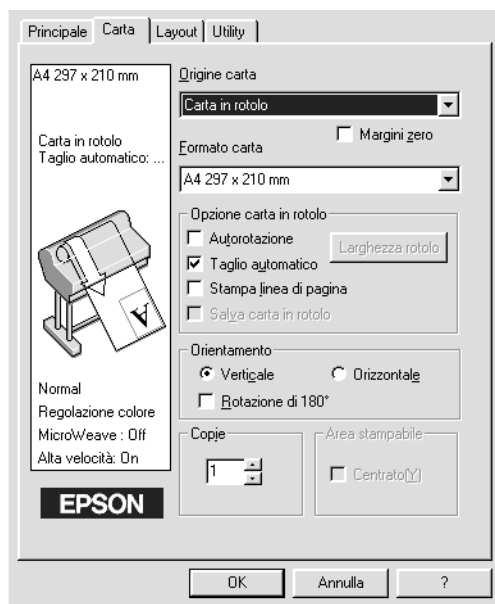 Principale Carta Layout Utility
A4 297 x 210 mm
Carta in rotolo
Taglio automatico: ...
A
Normal
Regolazione colore
MicroWeave : Off
Alta velocità: On
EPSON
Origine carta
Carta in rotolo
Margini zero
Formato carta
A4 297 x 210 mm
Opzione carta in rotolo
Autorotazione
Larghezza rotolo
Taglio automatico
Stampa linea di pagina
Salva carta in rotolo
Orientamento
Verticale Orizzontale
Rotazione di 180°
Copie
1
Area stampabile
Centrato(Y)
OK Annulla ?